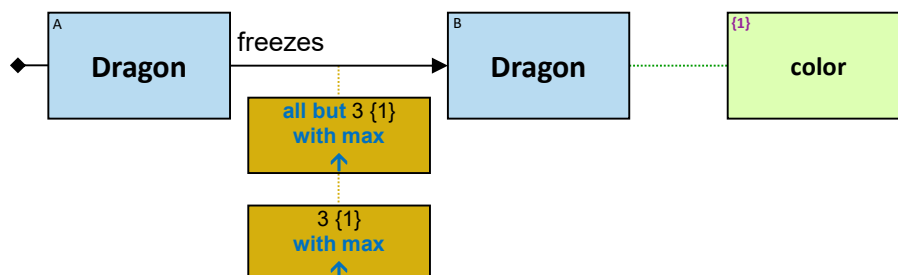 A
Dragon
freezes
B
Dragon
{1}
color
all but 3 {1}
with max
↑
3 {1}
with max
↑